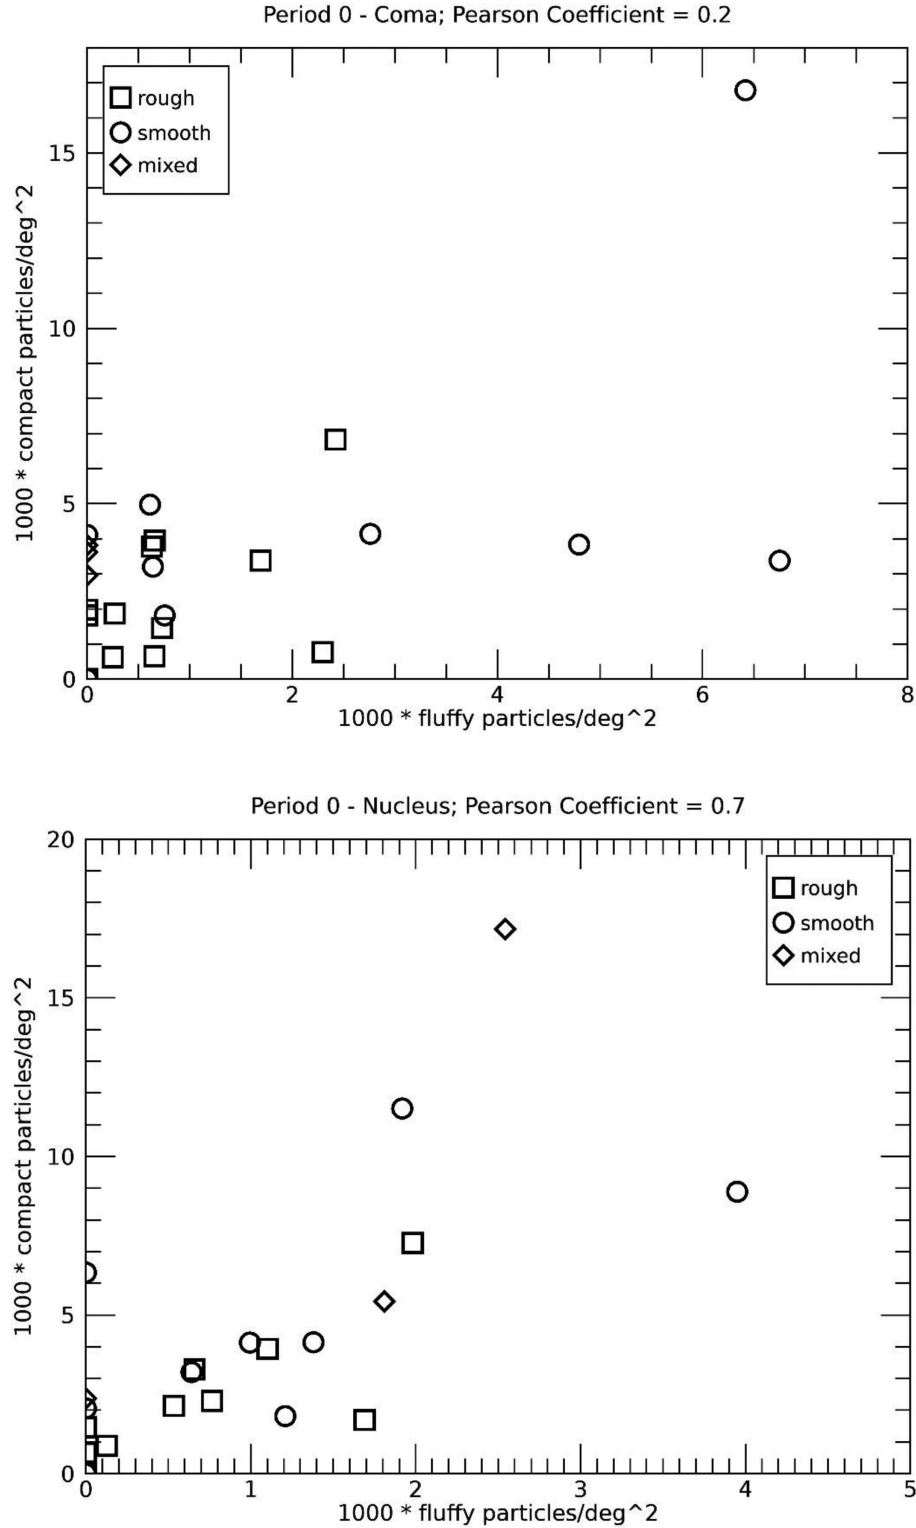 Period 0 - Coma; Pearson Coefficient = 0.2
rough
smooth
mixed
15
10
5
0
0 2 4 6 8
1000 * compact particles/deg^2
1000 * fluffy particles/deg^2
Period 0 - Nucleus; Pearson Coefficient = 0.7
20
rough
smooth
mixed
15
10
5
0
0 1 2 3 4 5
1000 * compact particles/deg^2
1000 * fluffy particles/deg^2